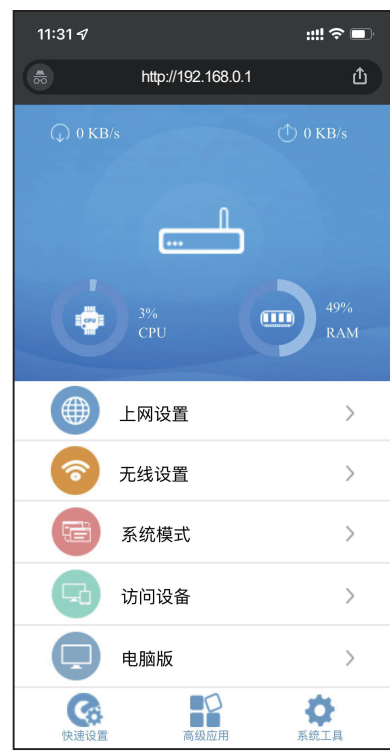 11:31
http://192.168.0.1
0 KB/s
0 KB/s
CPU
3%
CPU
49%
RAM
上网设置
无线设置
系统模式
访问设备
电脑版
快速设置
高级应用
系统工具